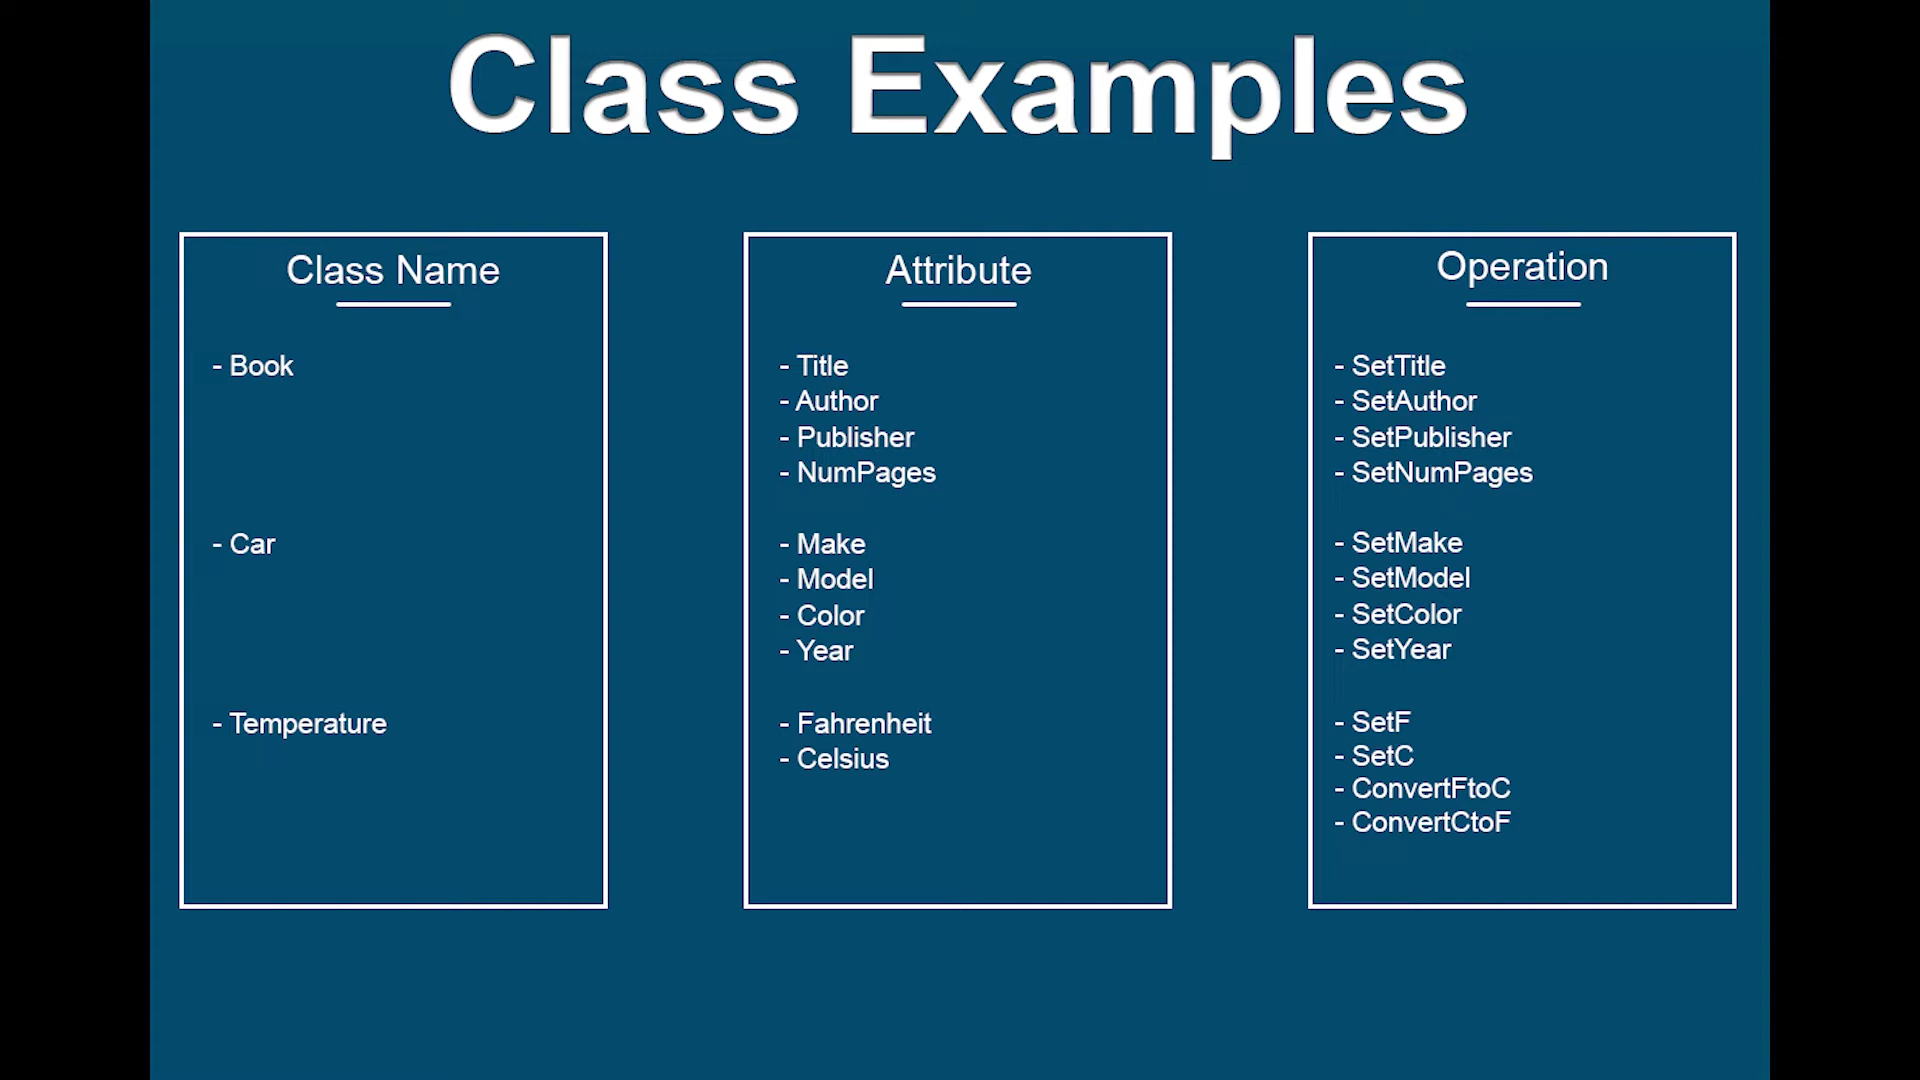 Class Examples
Class Name
- Book
- Car
- Temperature
Attribute
- Title
- Author
- Publisher
- NumPages
- Make
- Model
- Color
- Year
- Fahrenheit
- Celsius
Operation
- SetTitle
- SetAuthor
- SetPublisher
- SetNumPages
- SetMake
- SetModel
- SetColor
- SetYear
- SetF
- SetC
- ConvertFtoC
- ConvertCtoF